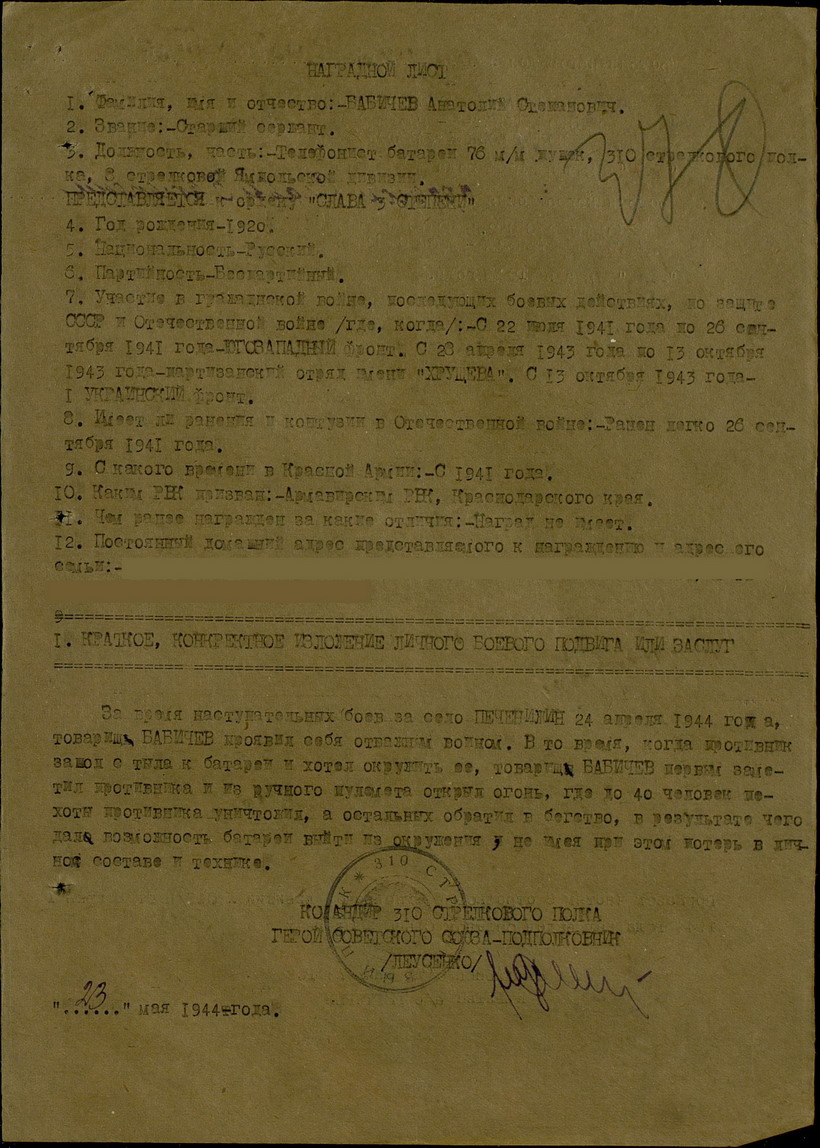 НАГРАДНОЙ ЛИСТ
I. Фамилия, имя и отчество:-БАБИЧЕВ Анатолий Степанович.
2. Звание:-Старший сержант.
3. Должность, часть:-Телефонист батареи 76 м/м пушек, 310 стрелкового пол-
ка, 8 стрелковой Ямпольской дивизии.
ПРЕДСТАВЛЯЕТСЯ к ордену "СЛАВА 3 СТЕПЕНИ"
4. Год рождения-1920.
5. Национальность-Русский.
6. Партийность-Беспартийный.
7. Участие в гражданской войне, последующих боевых действиях, по защите
СССР и Отечественной войне /где, когда/:-С 22 июля 1941 года по 26 сен-
тября 1941 года-ЮГОЗАПАДНЫЙ фронт. С 28 апреля 1943 года по 13 октября
1943 года-партизанский отряд имени "ХРУЩЕВА". С 13 октября 1943 года-
I УКРАИНСКИЙ фронт.
8. Имеет ли ранения и контузии в Отечественной войне:-Ранен легко 26 сен-
тября 1941 года.
9. С какого времени в Красной Армии:-С 1941 года.
10. Каким РВК призван:-Армавирским РВК, Краснодарского края.
11. Чем ранее награжден за какие отличия:-Наград не имеет.
12. Постоянный домашний адрес представляемого к награждению и адрес его
семьи:-
I. КРАТКОЕ, КОНКРЕТНОЕ ИЗЛОЖЕНИЕ ЛИЧНОГО БОЕВОГО ПОДВИГА ИЛИ ЗАСЛУГ
За время наступательных боев за село ПЕЧЕНИЖИН 24 апреля 1944 года,
товарищ БАБИЧЕВ проявил себя отважным воином. В то время, когда противник
зашол с тыла к батареи и хотел окружить ее, товарищ БАБИЧЕВ первым заме-
тил противника и из ручного пулемета открыл огонь, где до 40 человек пе-
хоты противника уничтожил, а остальных обратил в бегство, в результате чего
дал возможность батареи выйти из окружения, не имея при этом потерь в лич-
ном составе и технике.
КОМАНДИР 310 СТРЕЛКОВОГО ПОЛКА
ГЕРОЙ СОВЕТСКОГО СОЮЗА-ПОДПОЛКОВНИК
/ЛЕУСЕНКО/
"23" мая 1944 года.